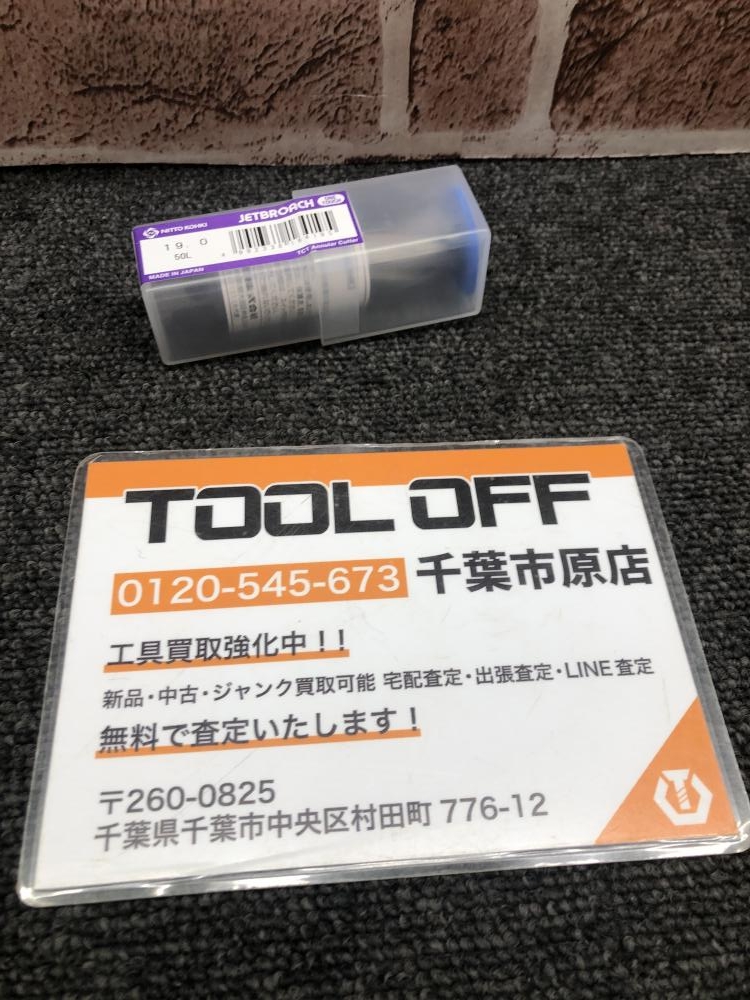 NITTO KOHKI JETBROACH
19.0
50L
TCT Annular Cutter
MADE IN JAPAN
TOOL OFF
0120-545-673 千葉市原店
工具買取強化中!!
新品・中古・ジャンク買取可能 宅配査定・出張査定・LINE査定
無料で査定いたします!
〒260-0825
千葉県千葉市中央区村田町 776-12